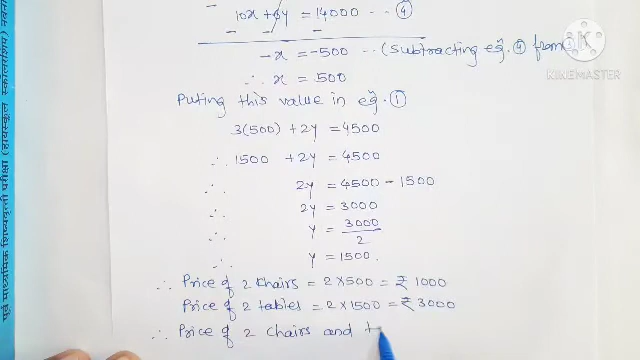 10x + 6y = 14000 -- ④
- - -
-x = -500 -- (subtracting eq. ④ from ③
∴ x = 500
Puting this value in eq. ①
3(500) + 2y = 4500
∴ 1500 + 2y = 4500
∴ 2y = 4500 - 1500
∴ 2y = 3000
∴ y = 3000/2
∴ y = 1500.
∴ Price of 2 chairs = 2×500 = ₹ 1000
Price of 2 tables = 2×1500 = ₹ 3000
∴ Price of 2 chairs and t
KINEMASTER